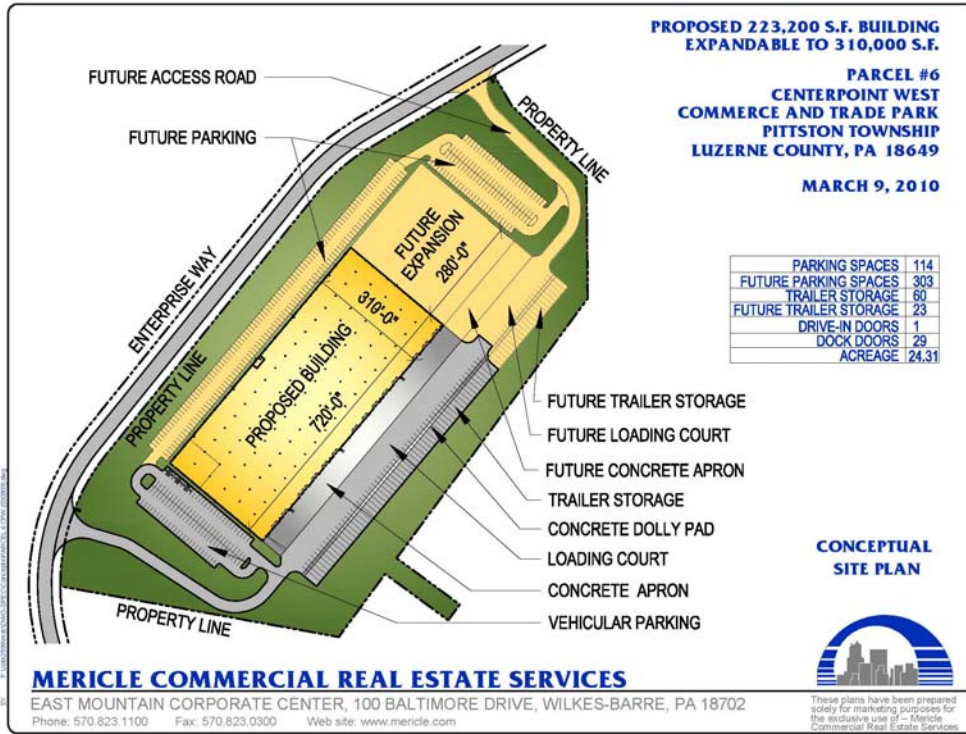 PROPOSED 223,200 S.F. BUILDING
EXPANDABLE TO 310,000 S.F.
PARCEL #6
CENTERPOINT WEST
COMMERCE AND TRADE PARK
PITTSTON TOWNSHIP
LUZERNE COUNTY, PA 18649
MARCH 9, 2010
FUTURE ACCESS ROAD
FUTURE PARKING
PROPERTY LINE
ENTERPRISE WAY
PROPERTY LINE
FUTURE
EXPANSION
280'-0"
310'-0"
PROPOSED BUILDING
720'-0"
PARKING SPACES 114
FUTURE PARKING SPACES 303
TRAILER STORAGE 60
FUTURE TRAILER STORAGE 23
DRIVE-IN DOORS 1
DOCK DOORS 29
ACREAGE 24.31
FUTURE TRAILER STORAGE
FUTURE LOADING COURT
FUTURE CONCRETE APRON
TRAILER STORAGE
CONCRETE DOLLY PAD
LOADING COURT
CONCRETE APRON
VEHICULAR PARKING
PROPERTY LINE
CONCEPTUAL
SITE PLAN
MERICLE COMMERCIAL REAL ESTATE SERVICES
EAST MOUNTAIN CORPORATE CENTER, 100 BALTIMORE DRIVE, WILKES-BARRE, PA 18702
Phone: 570.823.1100 Fax: 570.823.0300 Web site: www.mericle.com
These plans have been prepared
solely for marketing purposes for
the exclusive use of – Mericle
Commercial Real Estate Services